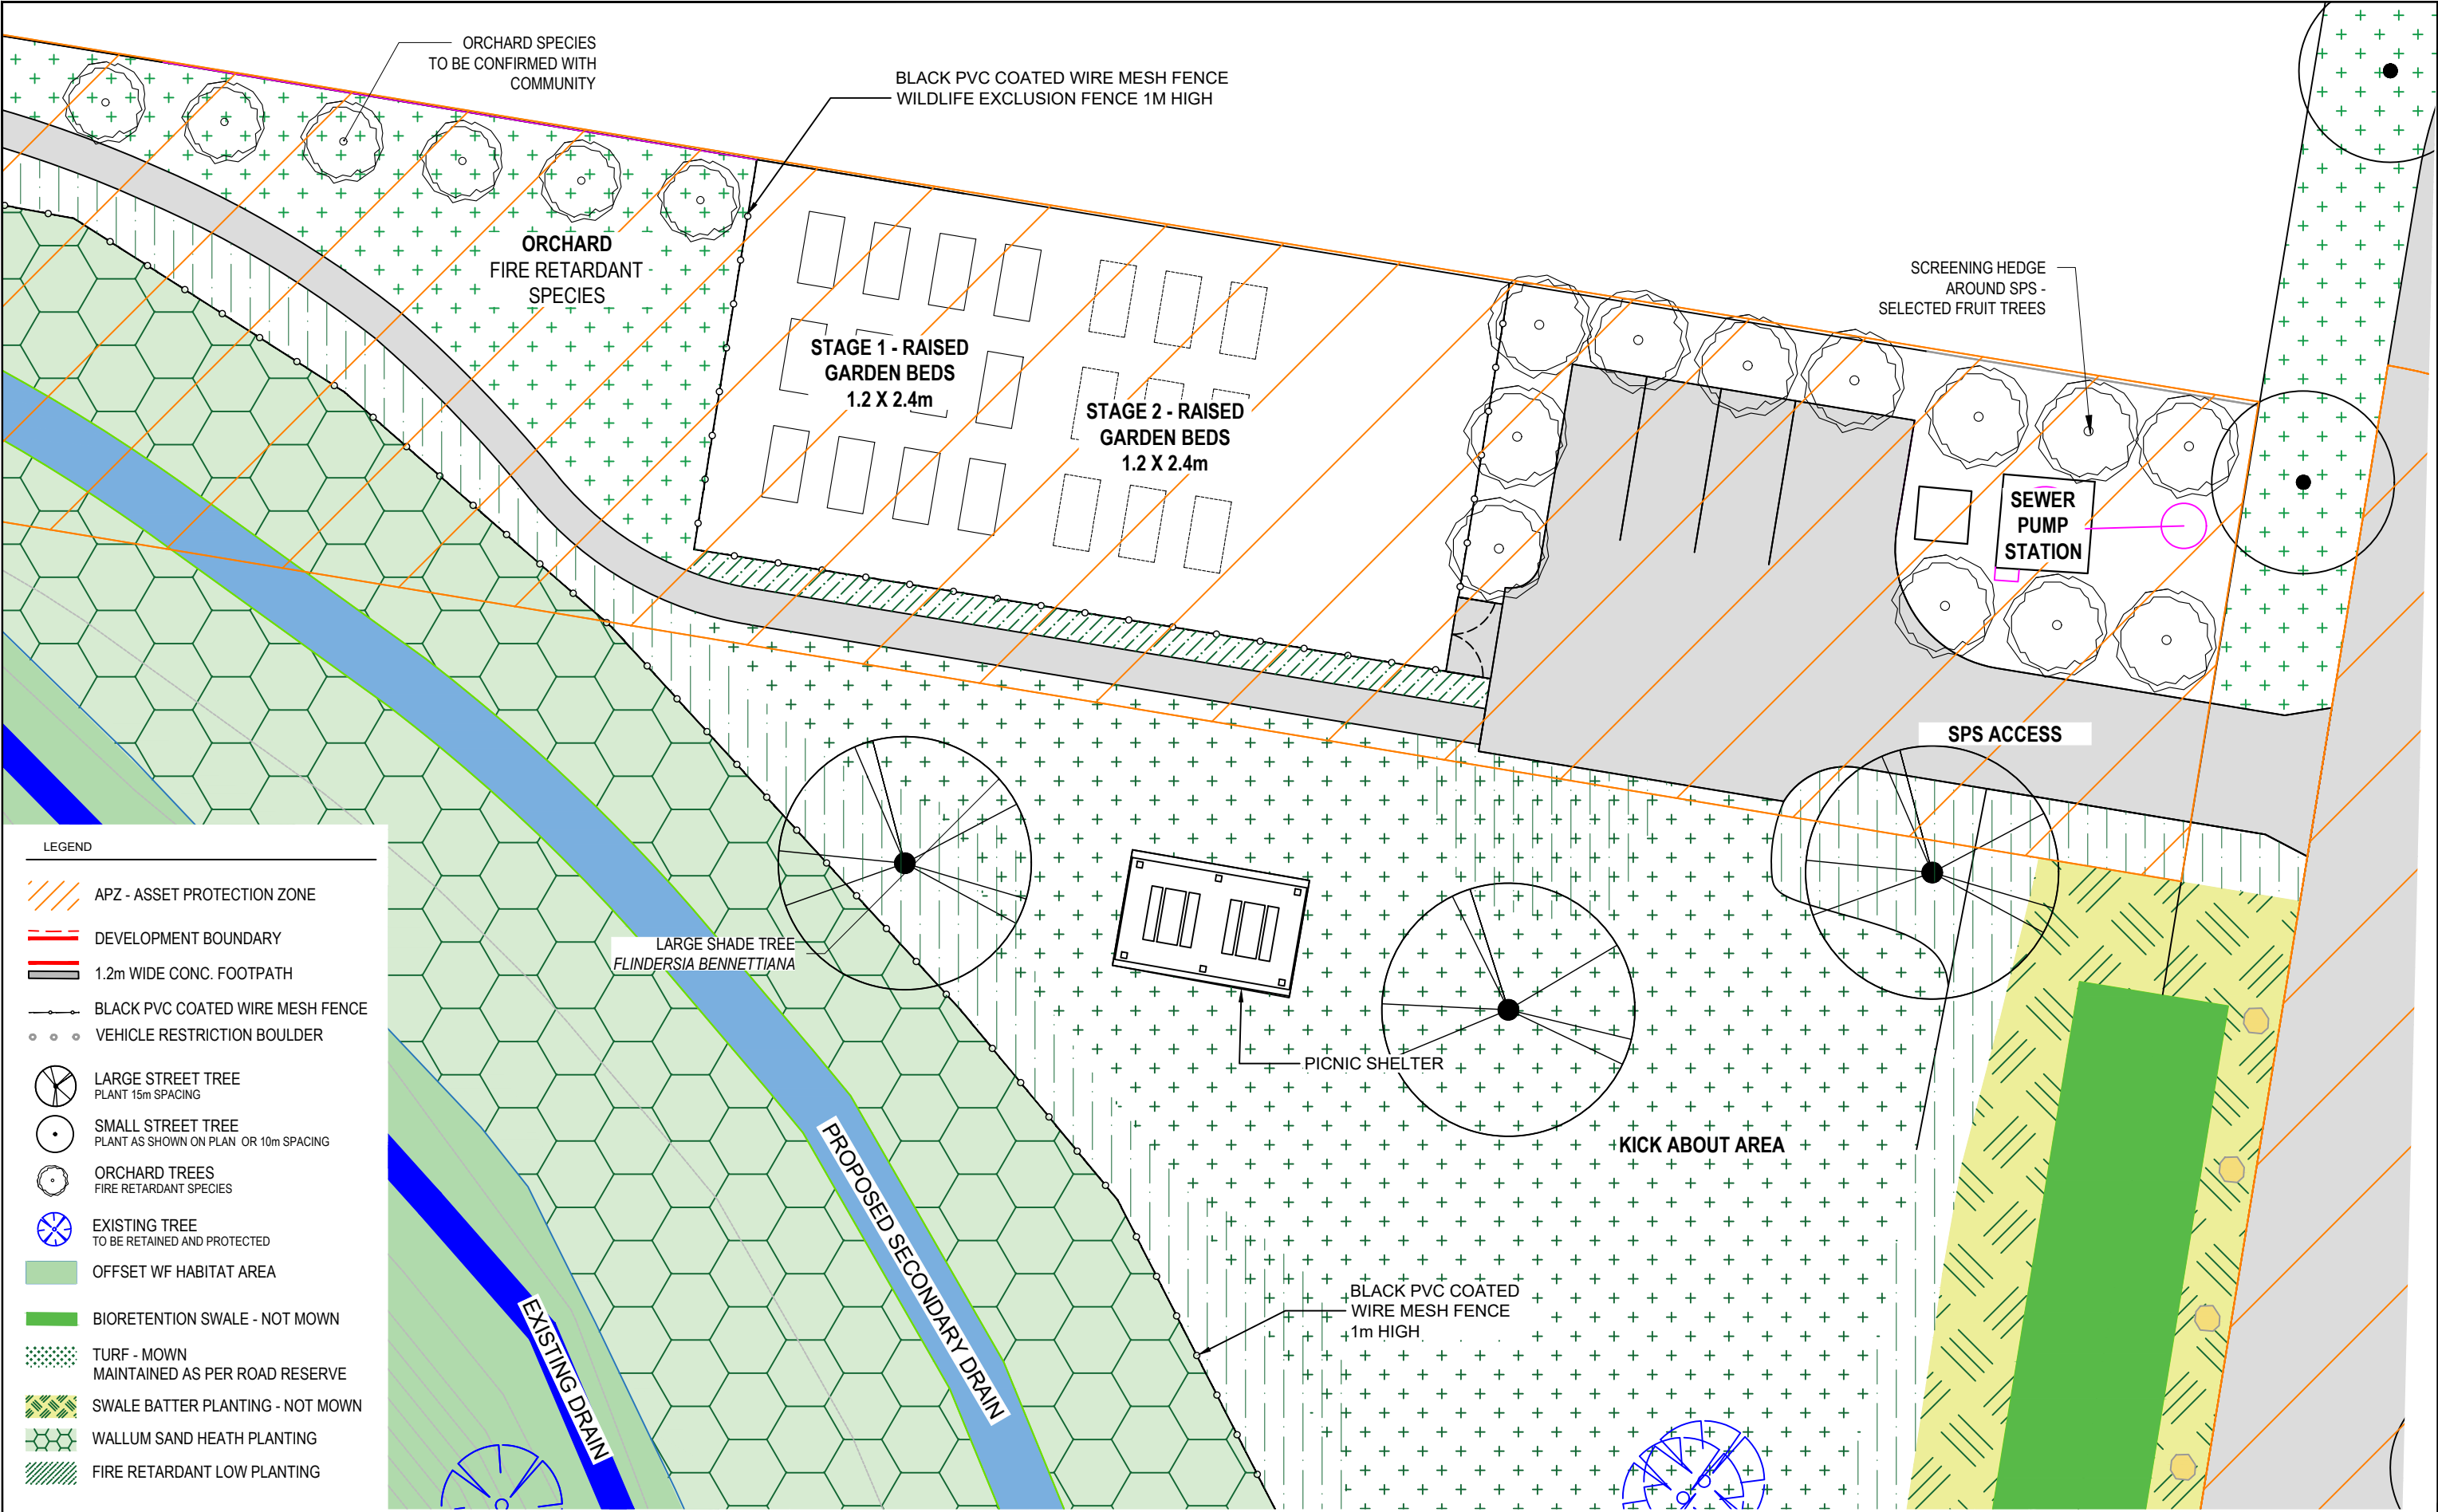 ORCHARD SPECIES
TO BE CONFIRMED WITH
COMMUNITY
BLACK PVC COATED WIRE MESH FENCE
WILDLIFE EXCLUSION FENCE 1M HIGH
ORCHARD
FIRE RETARDANT
SPECIES
SCREENING HEDGE
AROUND SPS -
SELECTED FRUIT TREES
STAGE 1 - RAISED
GARDEN BEDS
1.2 X 2.4m
STAGE 2 - RAISED
GARDEN BEDS
1.2 X 2.4m
SEWER
PUMP
STATION
SPS ACCESS
LARGE SHADE TREE
FLINDERSIA BENNETTIANA
PICNIC SHELTER
KICK ABOUT AREA
PROPOSED SECONDARY DRAIN
EXISTING DRAIN
BLACK PVC COATED
WIRE MESH FENCE
1m HIGH
LEGEND
APZ - ASSET PROTECTION ZONE
DEVELOPMENT BOUNDARY
1.2m WIDE CONC. FOOTPATH
BLACK PVC COATED WIRE MESH FENCE
VEHICLE RESTRICTION BOULDER
LARGE STREET TREE
PLANT 15m SPACING
SMALL STREET TREE
PLANT AS SHOWN ON PLAN OR 10m SPACING
ORCHARD TREES
FIRE RETARDANT SPECIES
EXISTING TREE
TO BE RETAINED AND PROTECTED
OFFSET WF HABITAT AREA
BIORETENTION SWALE - NOT MOWN
TURF - MOWN
MAINTAINED AS PER ROAD RESERVE
SWALE BATTER PLANTING - NOT MOWN
WALLUM SAND HEATH PLANTING
FIRE RETARDANT LOW PLANTING